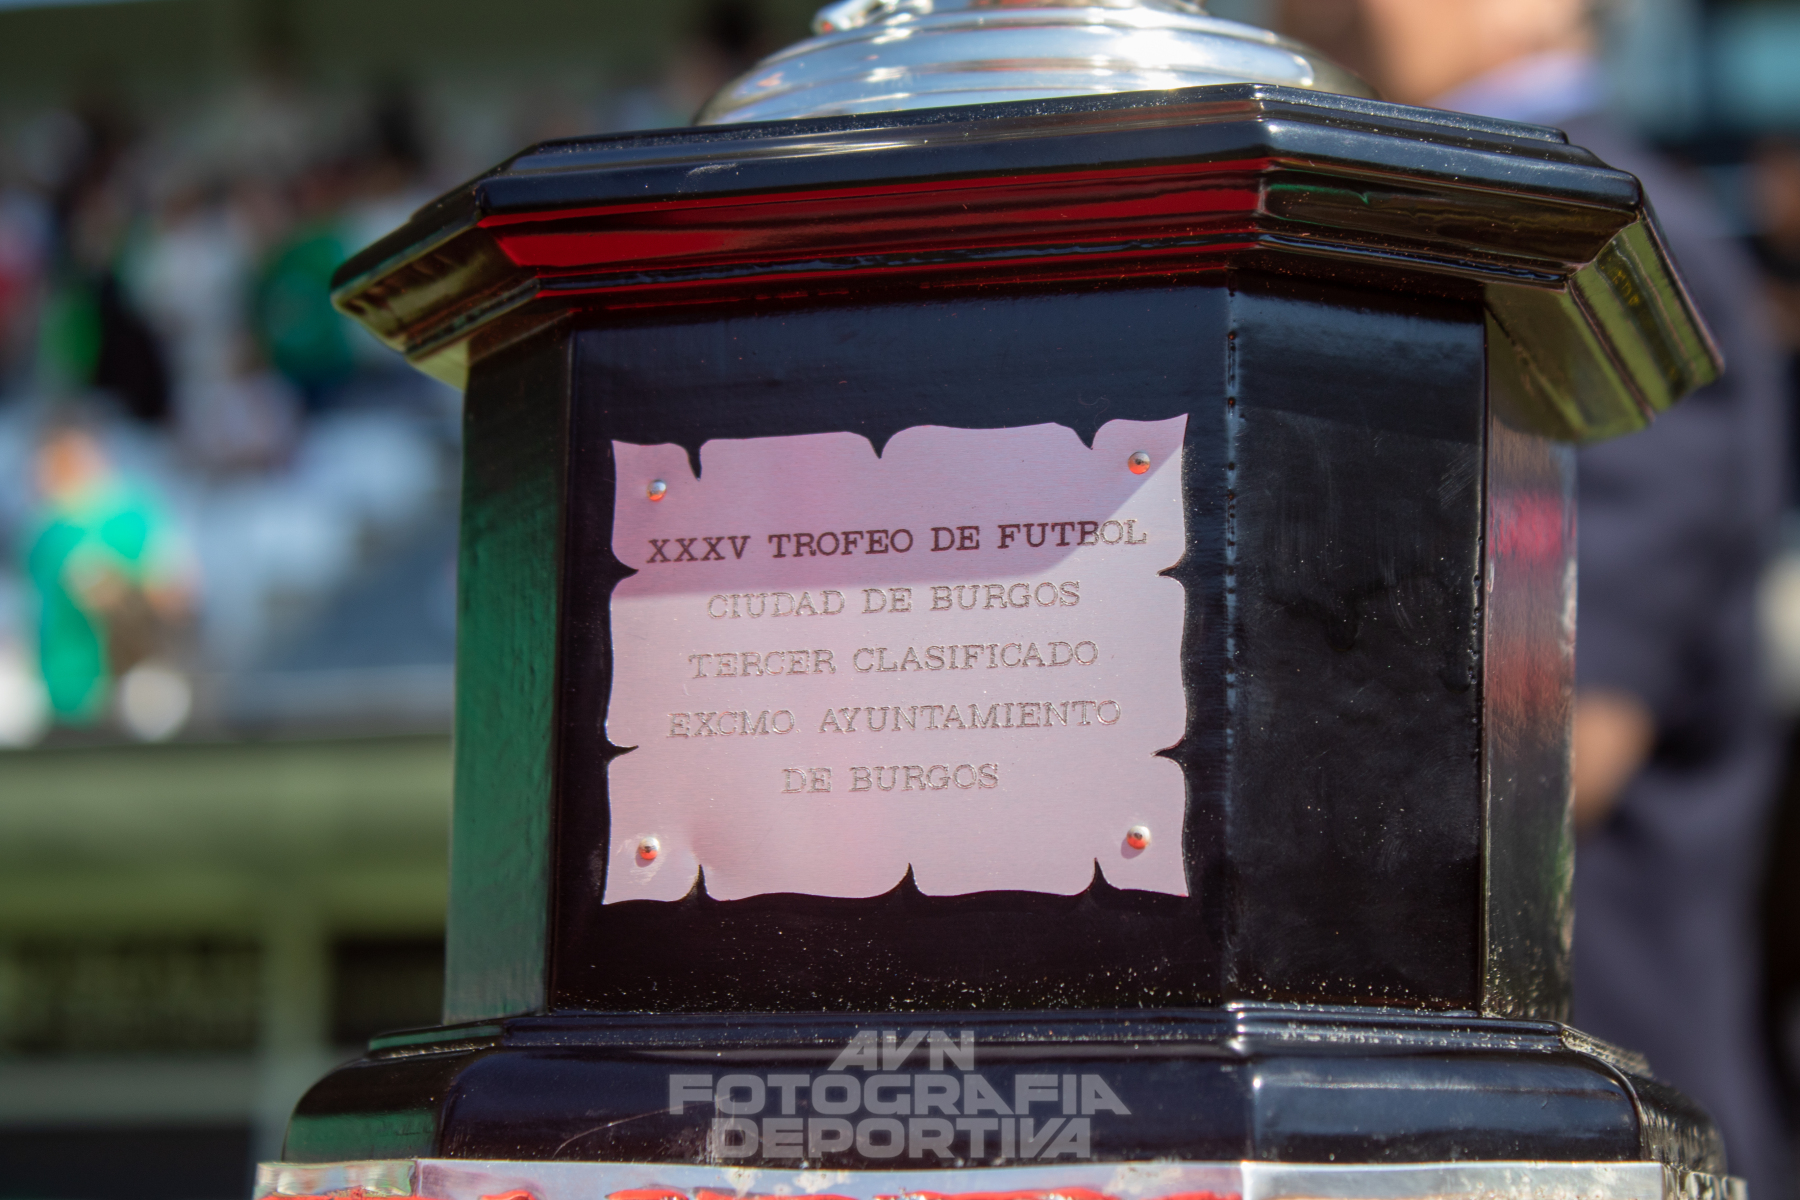 XXXV TROFEO DE FUTBOL
CIUDAD DE BURGOS
TERCER CLASIFICADO
EXCMO AYUNTAMIENTO
DE BURGOS
AVN
FOTOGRAFIA
DEPORTIVA